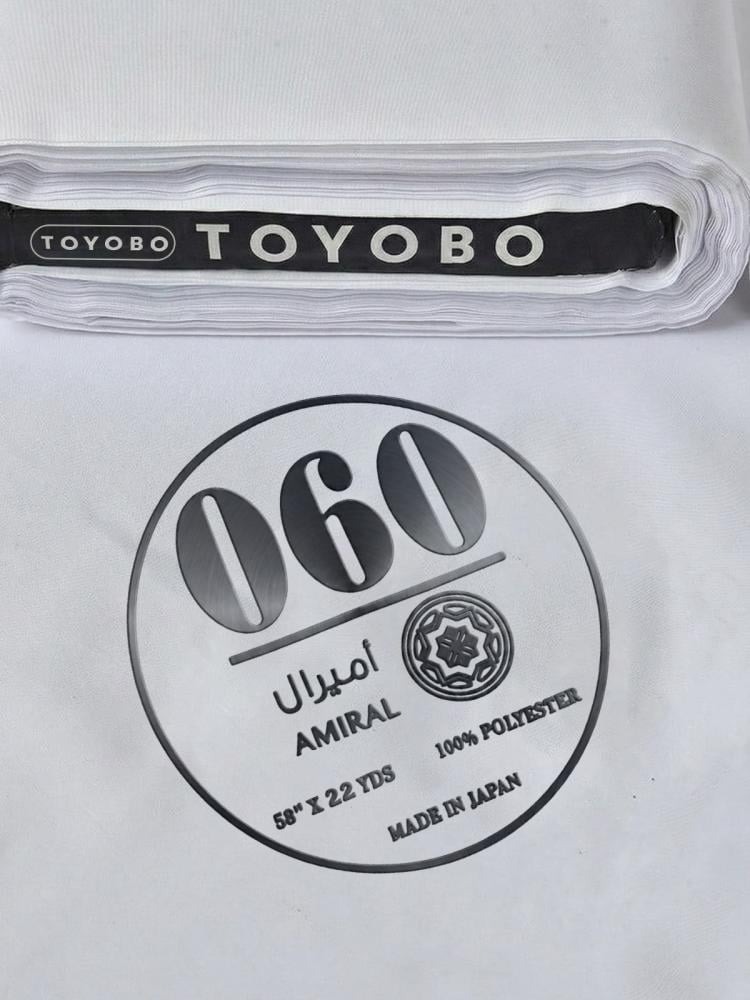 TOYOBO TOYOBO
060
أميرال
AMIRAL
100% POLYESTER
58" X 22 YDS
MADE IN JAPAN